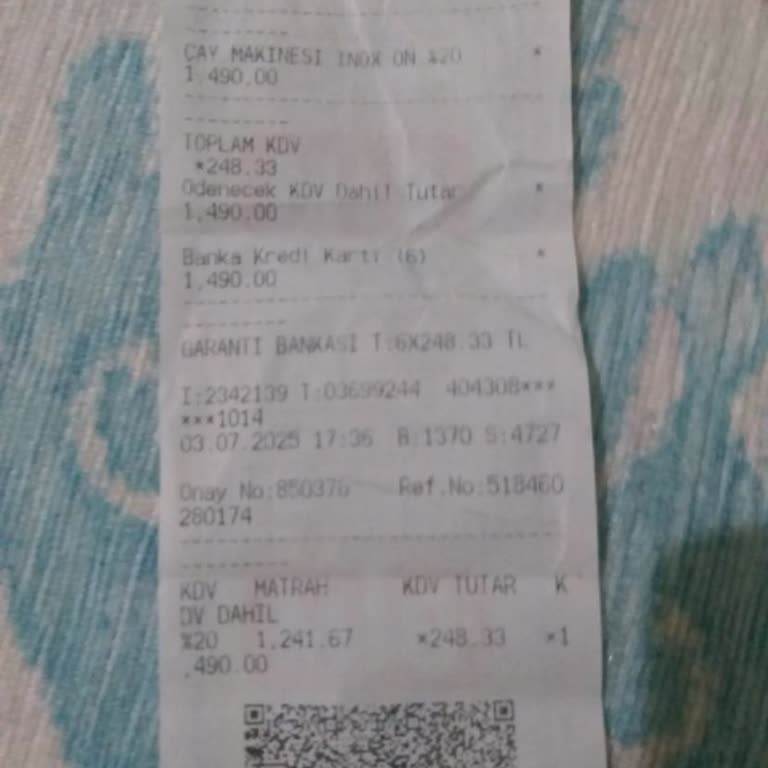 ÇAY MAKINESI INOX ON %20 *
1,490.00
TOPLAM KDV
*248.33
Odenecek KDV Dahil Tutar *
1,490.00
Banka Kredi Karti (6) *
1,490.00
GARANTI BANKASI T:6X248.33 TL
I:2342139 T:03699244 404308***
***1014
03.07.2025 17:36 B:1370 S:4727
Onay No:850376 Ref.No:518460
280174
KDV MATRAH KDV TUTAR K
DV DAHIL
%20 1,241.67 *248.33 *1
,490.00